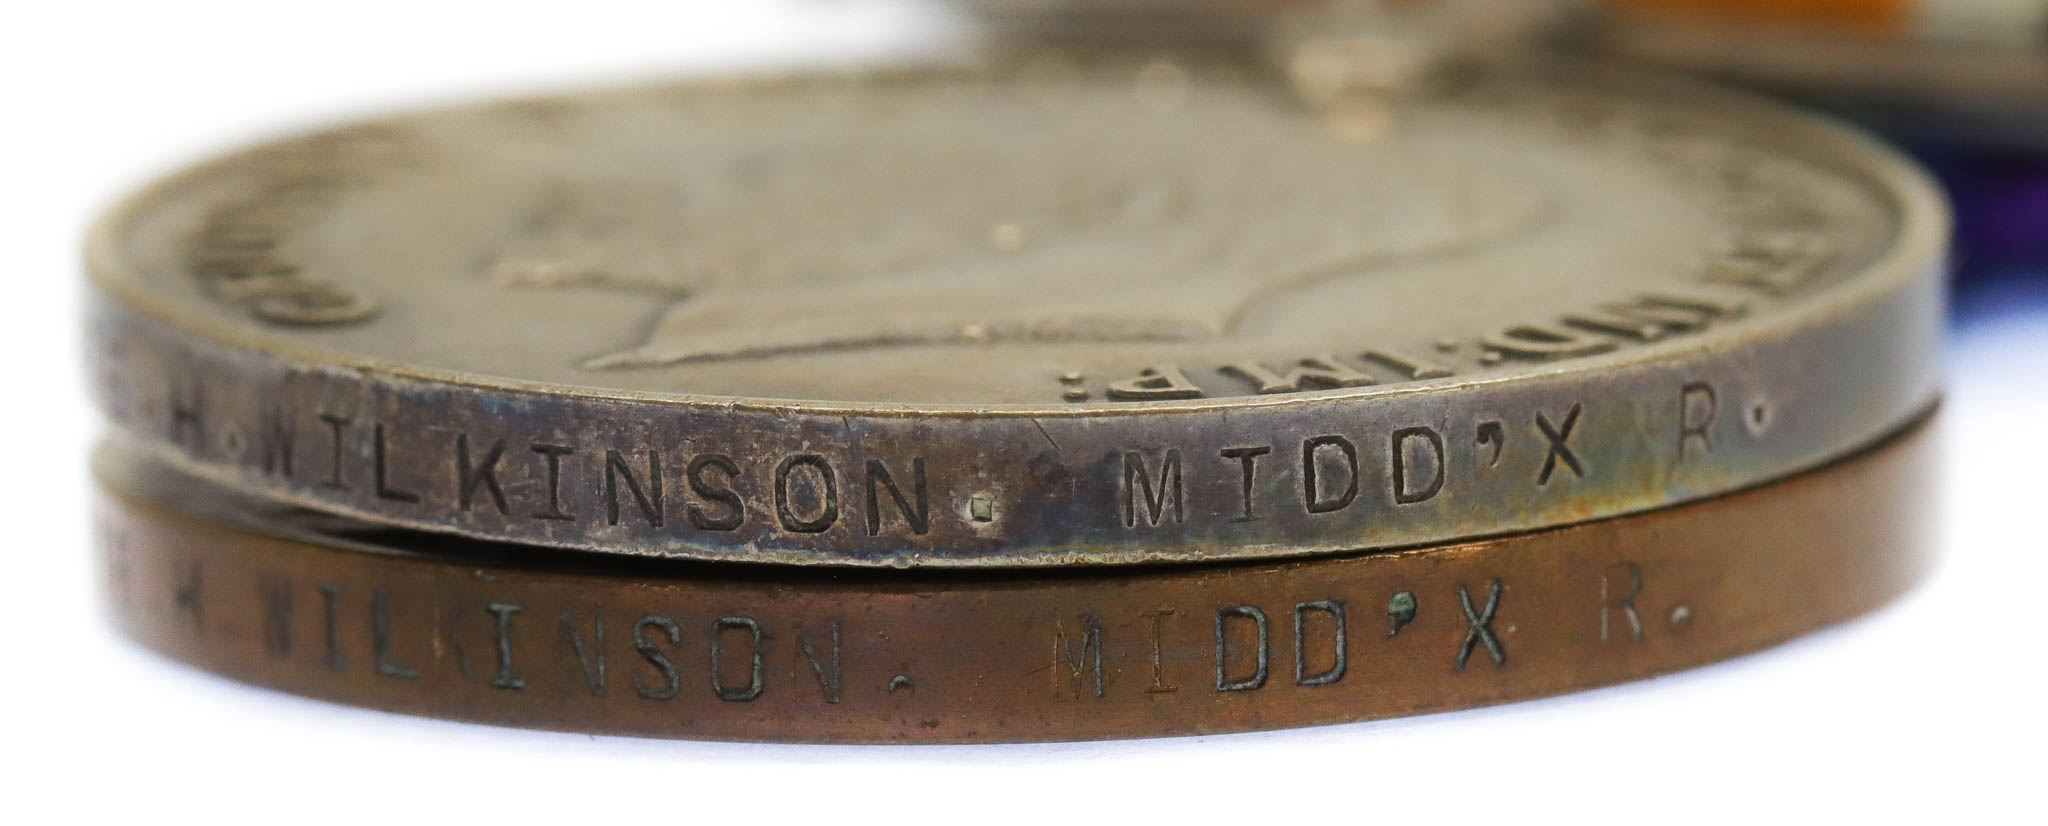 H. WILKINSON. MIDD'X R.
H WILKINSON. MIDD'X R.
IND: IMP: